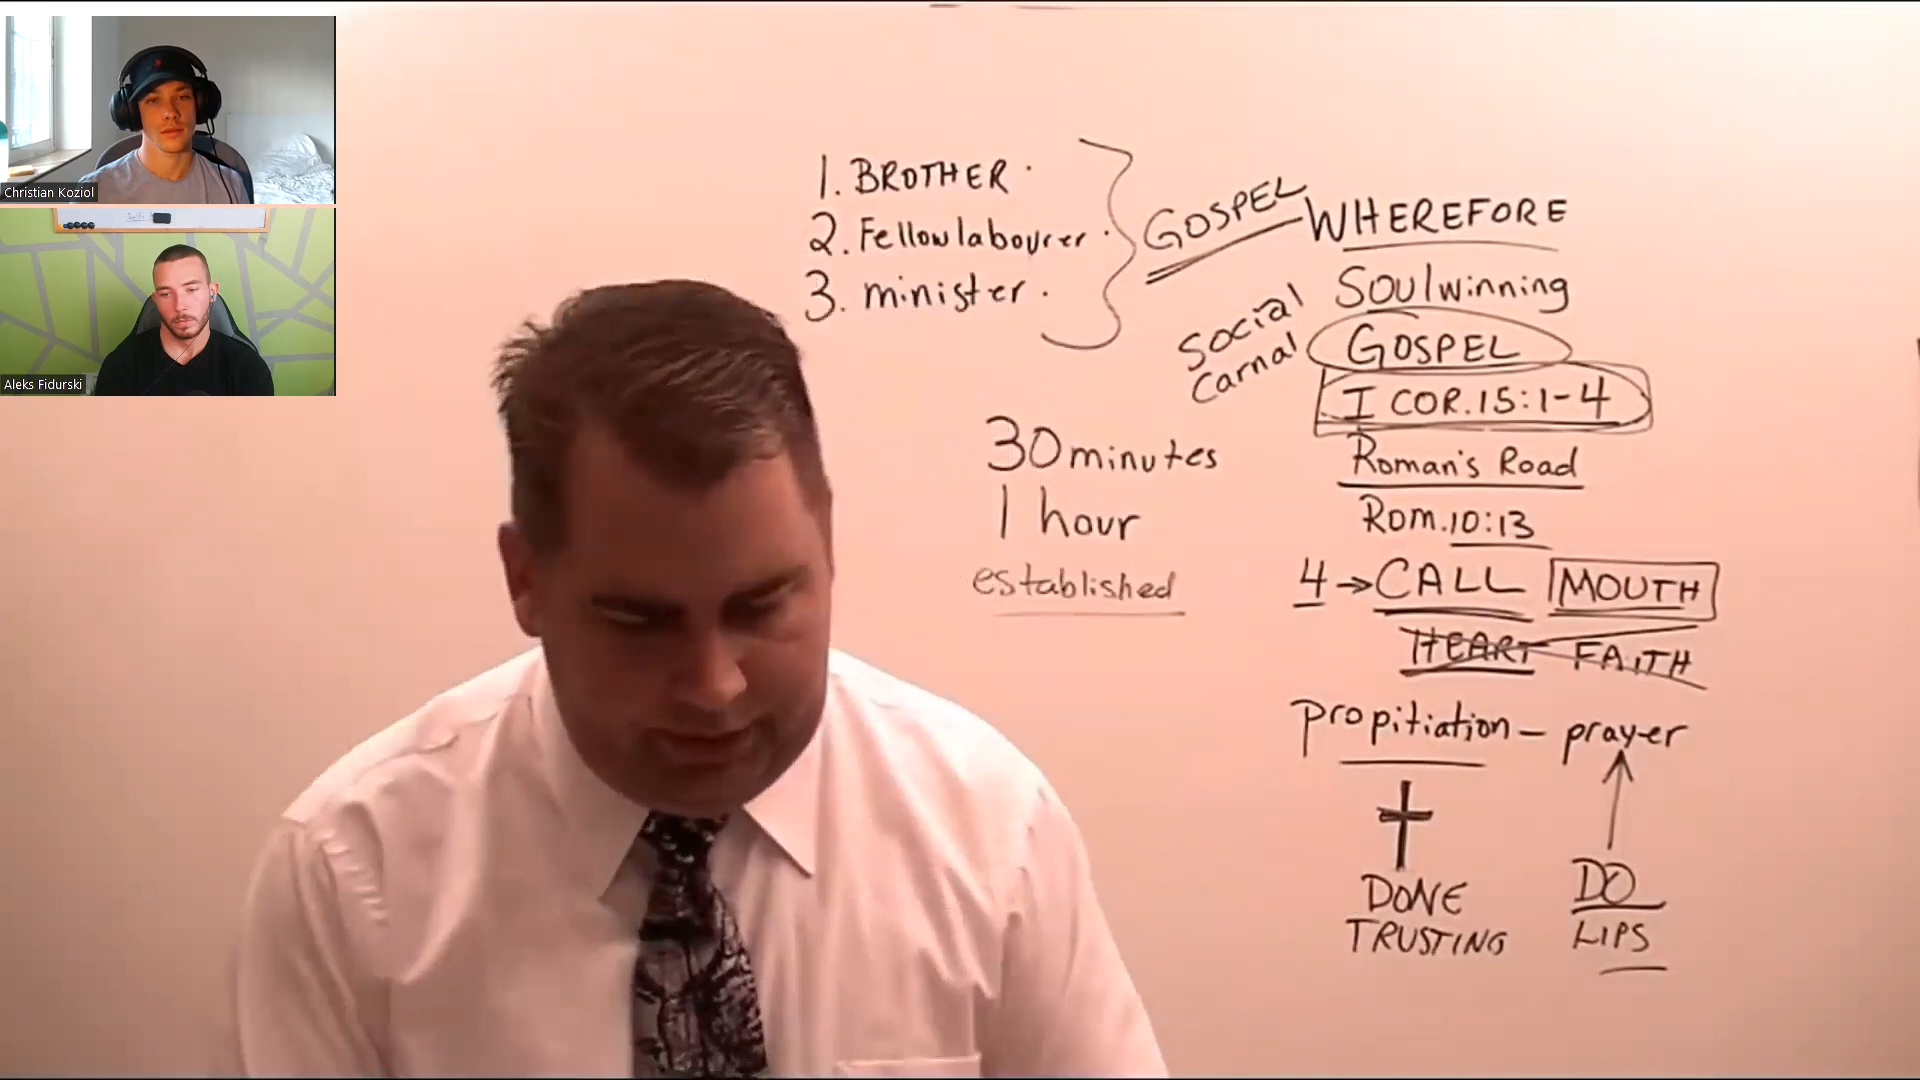 Christian Koziol
Aleks Fidurski
1. BROTHER
2. Fellowlabourer
3. minister
GOSPEL
WHEREFORE
Soulwinning
social
carnal
GOSPEL
I COR. 15:1-4
30 minutes
1 hour
established
Roman's Road
Rom. 10:13
4 → CALL MOUTH
HEART FAITH
propitiation – prayer
DONE
TRUSTING
DO
LIPS